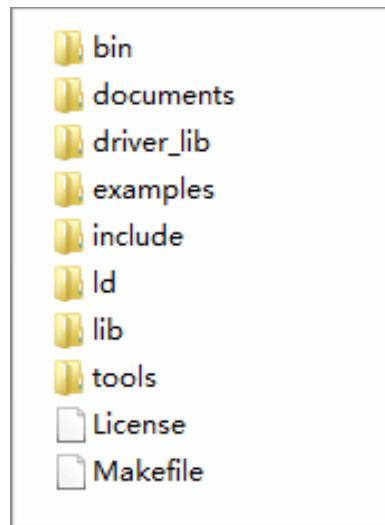 bin
documents
driver_lib
examples
include
ld
lib
tools
License
Makefile